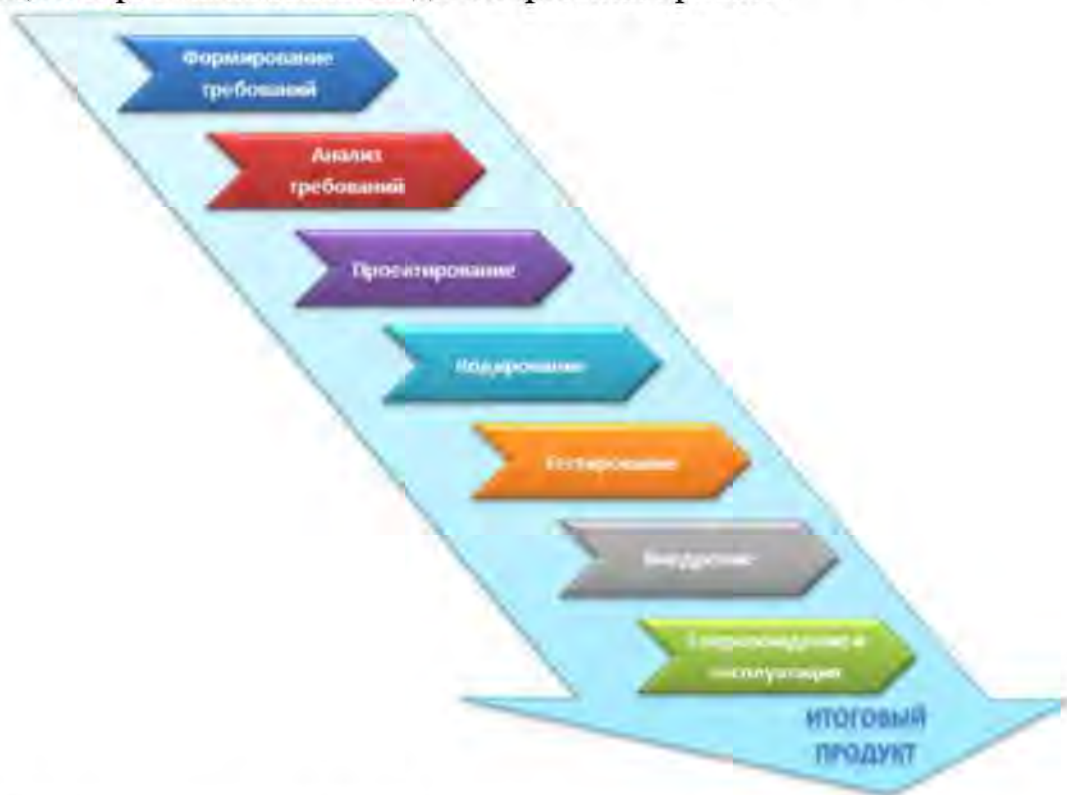 Формирование
требований
Анализ
требований
Проектирование
Кодирование
Тестирование
Внедрение
Сопровождение и
эксплуатация
ИТОГОВЫЙ
ПРОДУКТ